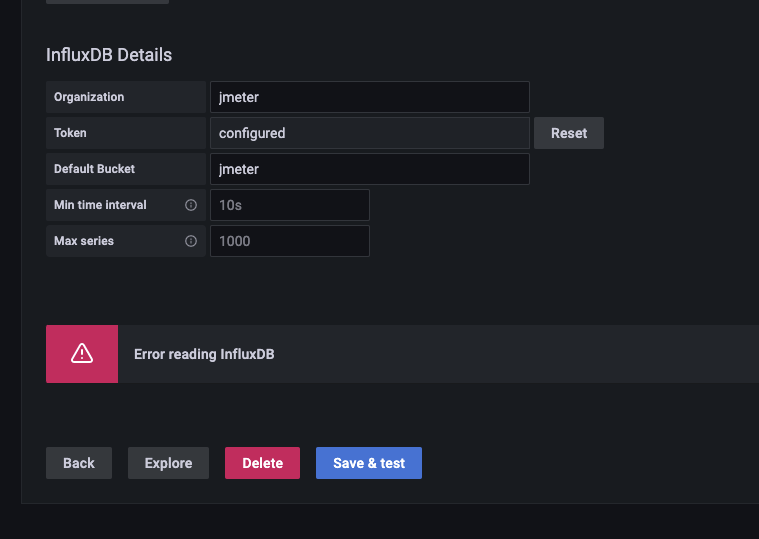 InfluxDB Details
Organization jmeter
Token configured Reset
Default Bucket jmeter
Min time interval 10s
Max series 1000
Error reading InfluxDB
Back Explore Delete Save & test